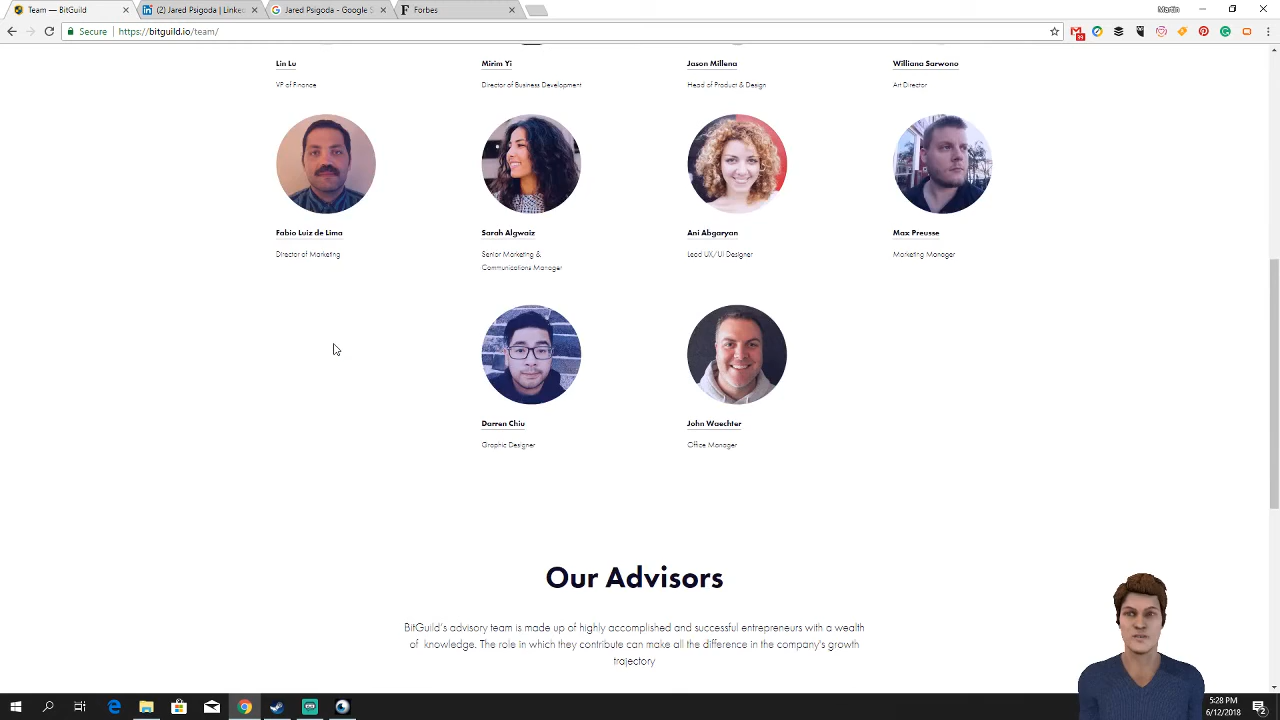 Team — BitGuild
(2) Jared Psigoda | Linke
Jared Psigoda - Google S
Forbes
Martin
Secure
https://bitguild.io/team/
39
Lin Lu
Mirim Yi
Jason Millena
Williana Sarwono
VP of Finance
Director of Business Development
Head of Product & Design
Art Director
Fabio Luiz de Lima
Sarah Algwaiz
Ani Abgaryan
Max Preusse
Director of Marketing
Senior Marketing &
Communications Manager
Lead UX/UI Designer
Marketing Manager
Darren Chiu
John Waechter
Graphic Designer
Office Manager
Our Advisors
BitGuild's advisory team is made up of highly accomplished and successful entrepreneurs with a wealth
of knowledge. The role in which they contribute can make all the difference in the company's growth
trajectory
5:28 PM
6/12/2018
2